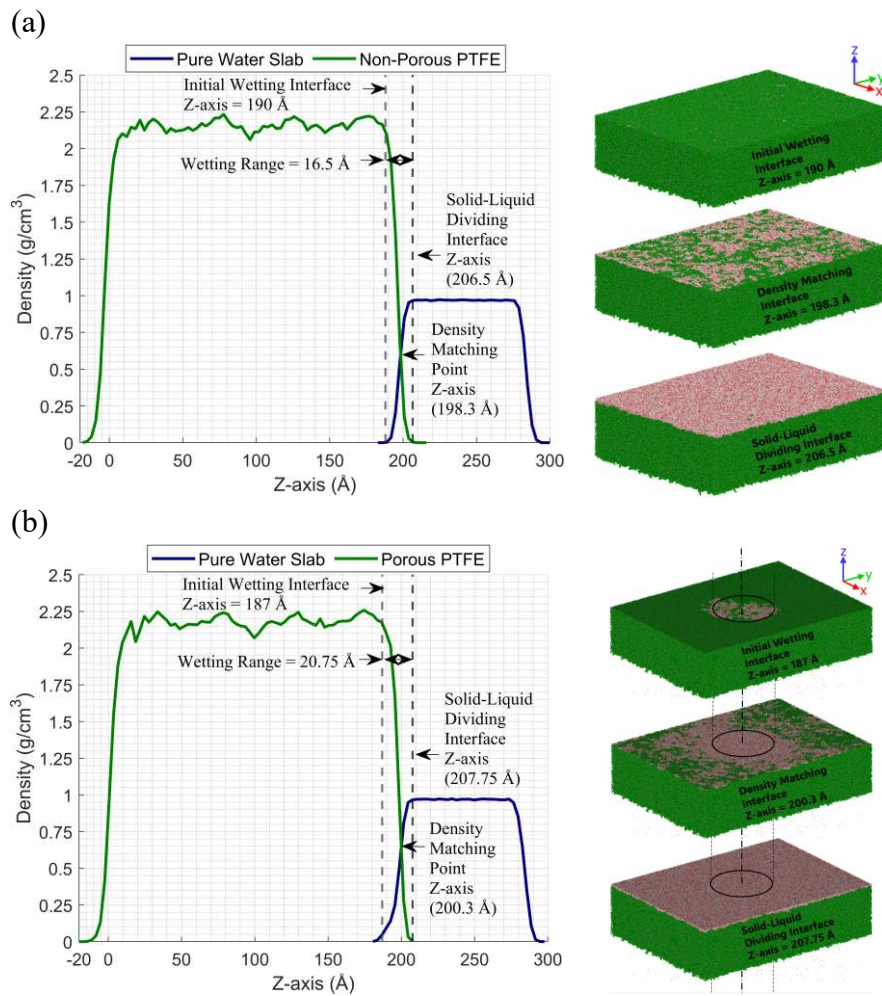 (a)
Pure Water Slab Non-Porous PTFE
2.5
2.25
2
1.75
1.5
1.25
1
0.75
0.5
0.25
0
Density (g/cm³)
-20 0 50 100 150 200 250 300
Z-axis (Å)
Initial Wetting Interface
Z-axis = 190 Å
Wetting Range = 16.5 Å
Solid-Liquid
Dividing
Interface
Z-axis
(206.5 Å)
Density
Matching
Point
Z-axis
(198.3 Å)
z
y
x
Initial Wetting
Interface
Z-axis = 190 Å
Density Matching
Interface
Z-axis = 198.3 Å
Solid-Liquid
Dividing Interface
Z-axis = 206.5 Å
(b)
Pure Water Slab Porous PTFE
2.5
2.25
2
1.75
1.5
1.25
1
0.75
0.5
0.25
0
Density (g/cm³)
-20 0 50 100 150 200 250 300
Z-axis (Å)
Initial Wetting Interface
Z-axis = 187 Å
Wetting Range = 20.75 Å
Solid-Liquid
Dividing
Interface
Z-axis
(207.75 Å)
Density
Matching
Point
Z-axis
(200.3 Å)
z
y
x
Initial Wetting
Interface
Z-axis = 187 Å
Density Matching
Interface
Z-axis = 200.3 Å
Solid-Liquid
Dividing Interface
Z-axis = 207.75 Å